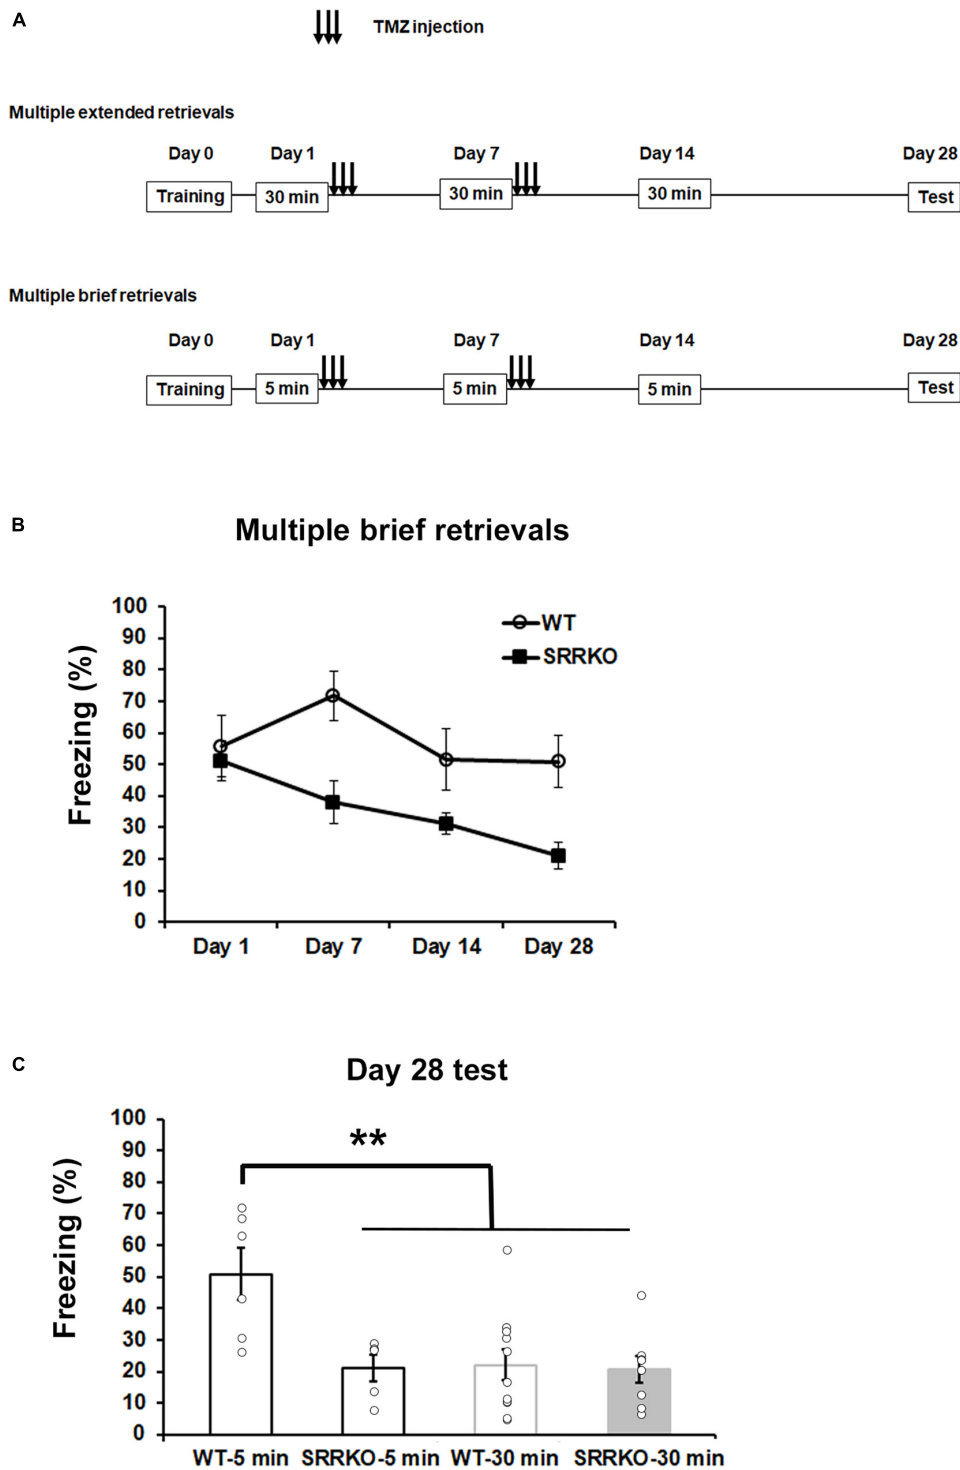 A
TMZ injection
Multiple extended retrievals
Day 0 Day 1 Day 7 Day 14 Day 28
Training 30 min 30 min 30 min Test
Multiple brief retrievals
Day 0 Day 1 Day 7 Day 14 Day 28
Training 5 min 5 min 5 min Test
B
Multiple brief retrievals
Freezing (%)
100
90
80
70
60
50
40
30
20
10
0
WT
SRRKO
Day 1 Day 7 Day 14 Day 28
C
Day 28 test
Freezing (%)
100
90
80
70
60
50
40
30
20
10
0
**
WT-5 min SRRKO-5 min WT-30 min SRRKO-30 min